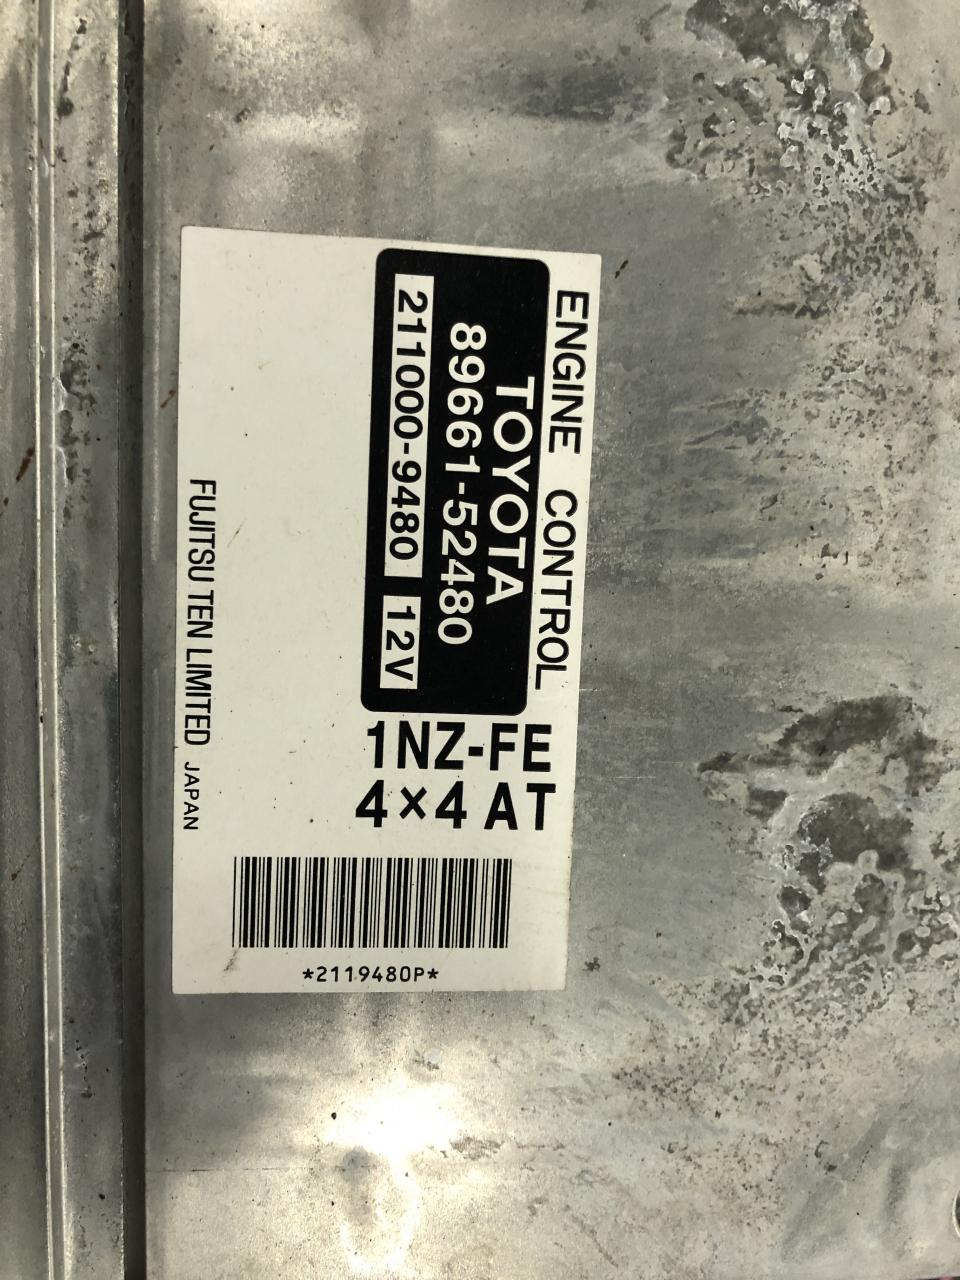 ENGINE CONTROL
TOYOTA
89661-52480
211000-9480 12V
1NZ-FE
4×4 AT
*2119480P*
FUJITSU TEN LIMITED JAPAN